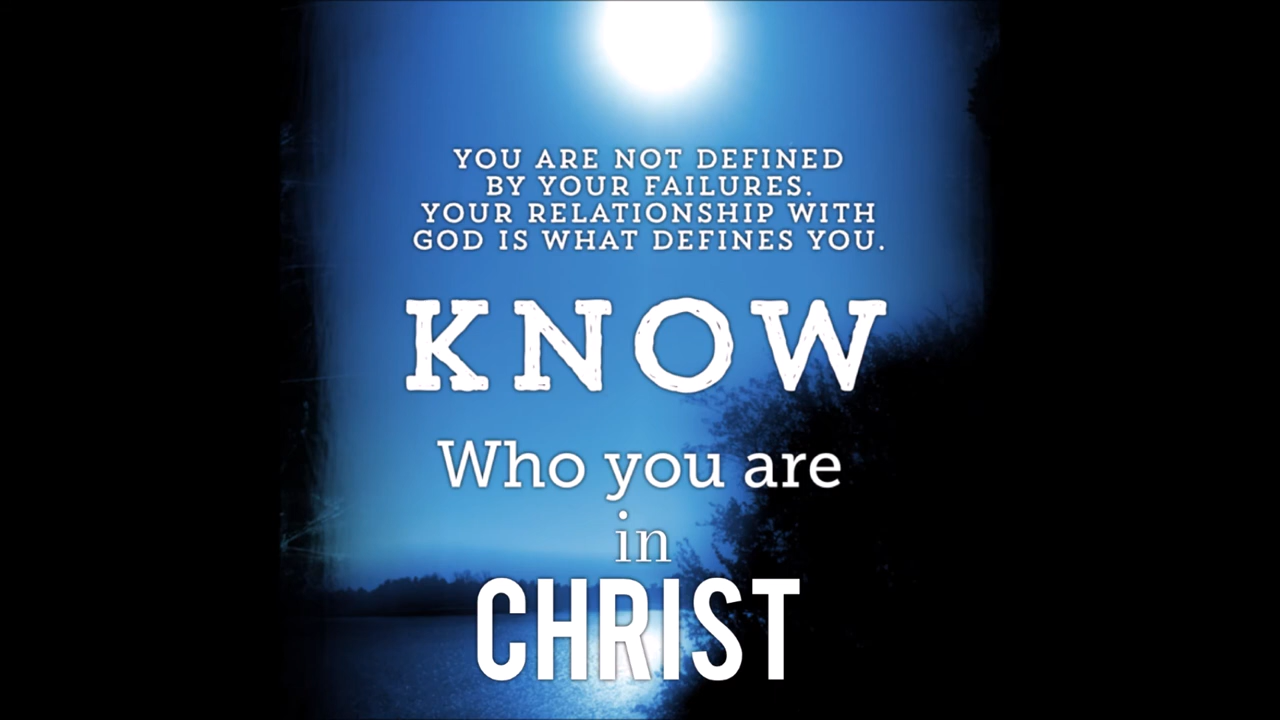 YOU ARE NOT DEFINED
BY YOUR FAILURES.
YOUR RELATIONSHIP WITH
GOD IS WHAT DEFINES YOU.
KNOW
Who you are
in
CHRIST